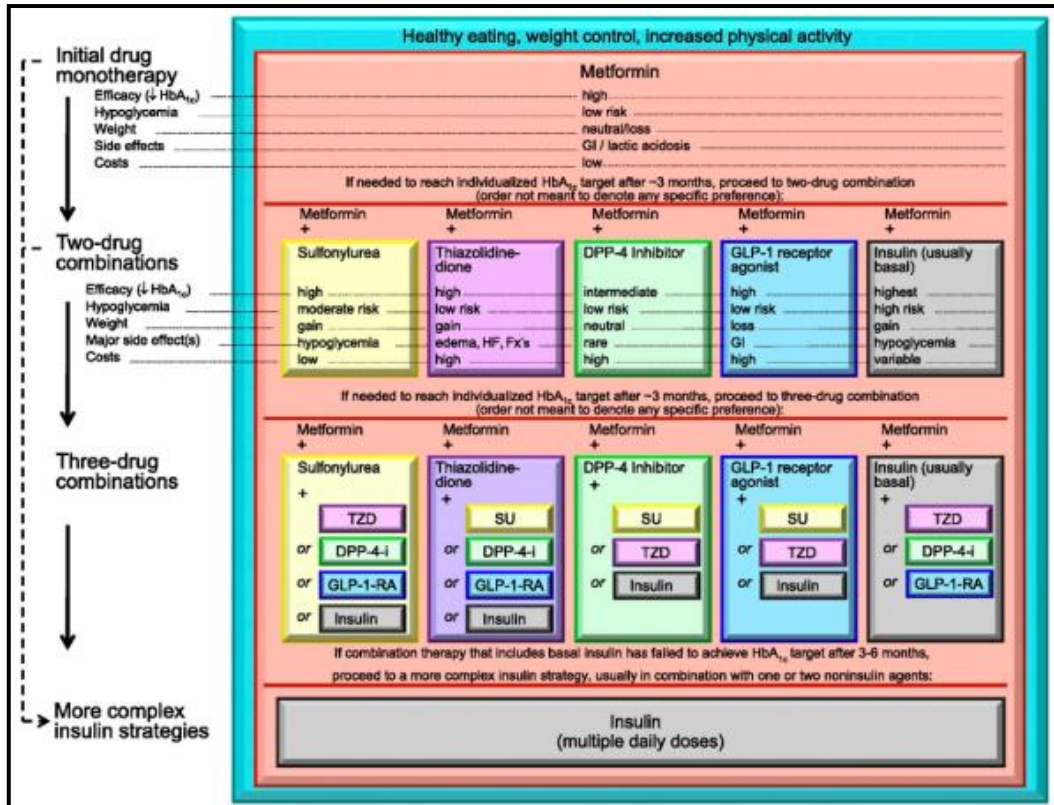 Healthy eating, weight control, increased physical activity
Initial drug
monotherapy
Metformin
Efficacy (↓ HbA1c) high
Hypoglycemia low risk
Weight neutral/loss
Side effects GI / lactic acidosis
Costs low
If needed to reach individualized HbA1c target after ~3 months, proceed to two-drug combination
(order not meant to denote any specific preference):
Metformin Metformin Metformin Metformin Metformin
+ + + + +
Two-drug
combinations
Sulfonylurea Thiazolidine- DPP-4 Inhibitor GLP-1 receptor Insulin (usually
dione agonist basal)
Efficacy (↓ HbA1c) high high intermediate high highest
Hypoglycemia moderate risk low risk low risk low risk high risk
Weight gain gain neutral loss gain
Major side effect(s) hypoglycemia edema, HF, Fx's rare GI hypoglycemia
Costs low high high high variable
If needed to reach individualized HbA1c target after ~3 months, proceed to three-drug combination
(order not meant to denote any specific preference):
Metformin Metformin Metformin Metformin Metformin
+ + + + +
Three-drug
combinations
Sulfonylurea Thiazolidine- DPP-4 Inhibitor GLP-1 receptor Insulin (usually
dione agonist basal)
+ + + + +
TZD SU SU SU TZD
or DPP-4-i or DPP-4-i or TZD or TZD or DPP-4-i
or GLP-1-RA or GLP-1-RA or Insulin or Insulin or GLP-1-RA
or Insulin or Insulin
If combination therapy that includes basal insulin has failed to achieve HbA1c target after 3-6 months,
proceed to a more complex insulin strategy, usually in combination with one or two noninsulin agents:
More complex
insulin strategies
Insulin
(multiple daily doses)